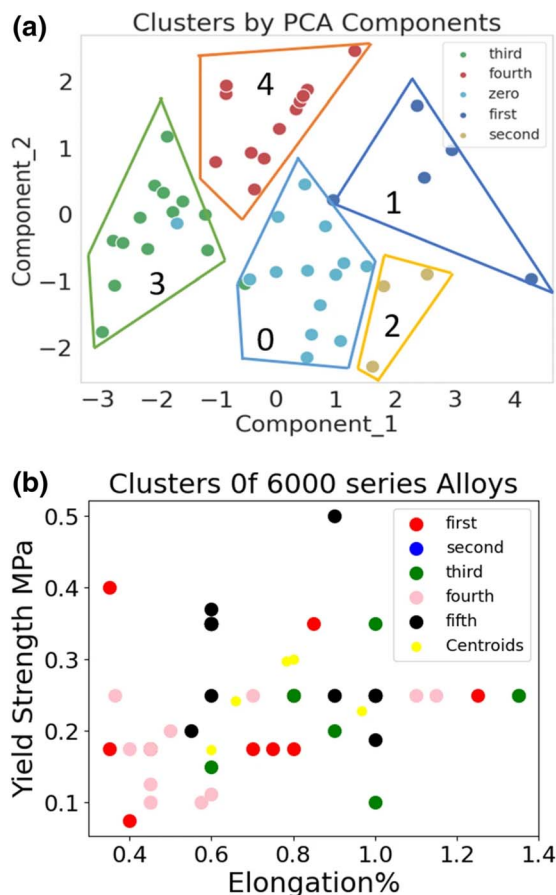 (a)
Clusters by PCA Components
third
fourth
zero
first
second
4
1
3
2
0
2
1
0
−1
−2
Component_2
−3 −2 −1 0 1 2 3 4
Component_1
(b)
Clusters 0f 6000 series Alloys
first
second
third
fourth
fifth
Centroids
0.5
0.4
0.3
0.2
0.1
Yield Strength MPa
0.4 0.6 0.8 1.0 1.2 1.4
Elongation%